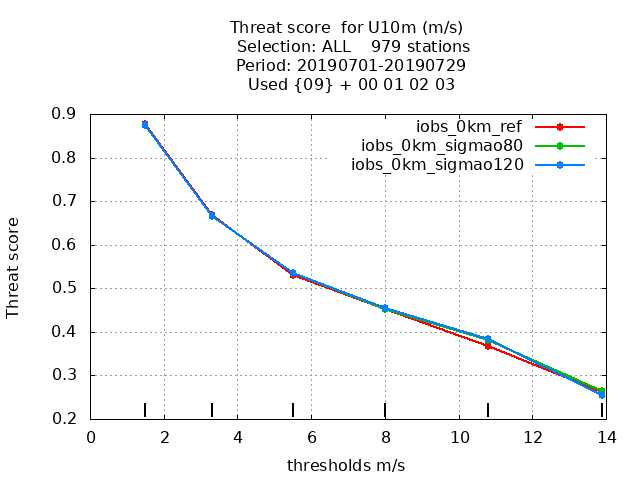 Threat score  for U10m (m/s)
Selection: ALL    979 stations
Period: 20190701-20190729
Used {09} + 00 01 02 03
iobs_0km_ref
iobs_0km_sigmao80
iobs_0km_sigmao120
Threat score
0.9
0.8
0.7
0.6
0.5
0.4
0.3
0.2
0 2 4 6 8 10 12 14
thresholds m/s